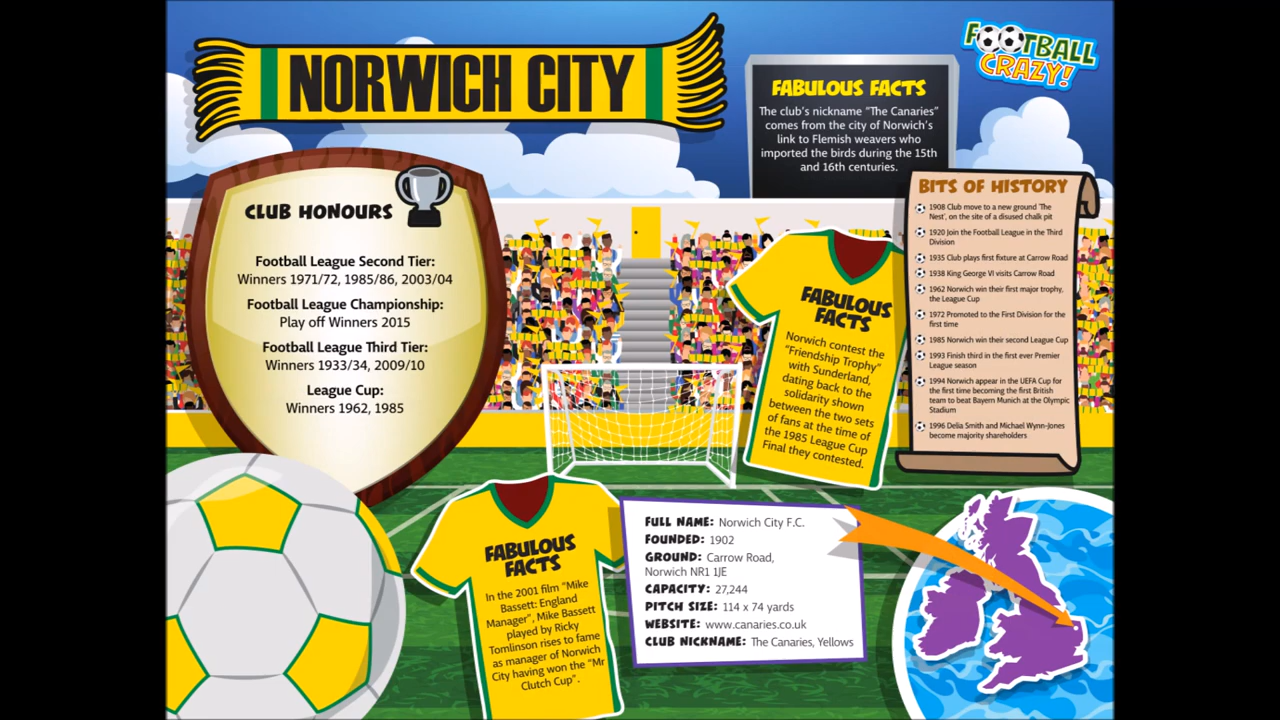 NORWICH CITY
FOOTBALL
CRAZY!
FABULOUS FACTS
The club's nickname "The Canaries"
comes from the city of Norwich's
link to Flemish weavers who
imported the birds during the 15th
and 16th centuries.
CLUB HONOURS
Football League Second Tier:
Winners 1971/72, 1985/86, 2003/04
Football League Championship:
Play off Winners 2015
Football League Third Tier:
Winners 1933/34, 2009/10
League Cup:
Winners 1962, 1985
BITS OF HISTORY
1908 Club move to a new ground 'The
Nest', on the site of a disused chalk pit
1920 Join the Football League in the Third
Division
1935 Club plays first fixture at Carrow Road
1938 King George VI visits Carrow Road
1962 Norwich win their first major trophy,
the League Cup
1972 Promoted to the First Division for the
first time
1985 Norwich win their second League Cup
1993 Finish third in the first ever Premier
League season
1994 Norwich appear in the UEFA Cup for
the first time becoming the first British
team to beat Bayern Munich at the Olympic
Stadium
1996 Delia Smith and Michael Wynn-Jones
become majority shareholders
FABULOUS
FACTS
Norwich contest the
"Friendship Trophy"
with Sunderland,
dating back to the
solidarity shown
between the two sets
of fans at the time of
the 1985 League Cup
Final they contested.
FABULOUS
FACTS
In the 2001 film "Mike
Bassett: England
Manager", Mike Bassett
played by Ricky
Tomlinson rises to fame
as manager of Norwich
City having won the "Mr
Clutch Cup".
FULL NAME: Norwich City F.C.
FOUNDED: 1902
GROUND: Carrow Road,
Norwich NR1 1JE
CAPACITY: 27,244
PITCH SIZE: 114 x 74 yards
WEBSITE: www.canaries.co.uk
CLUB NICKNAME: The Canaries, Yellows